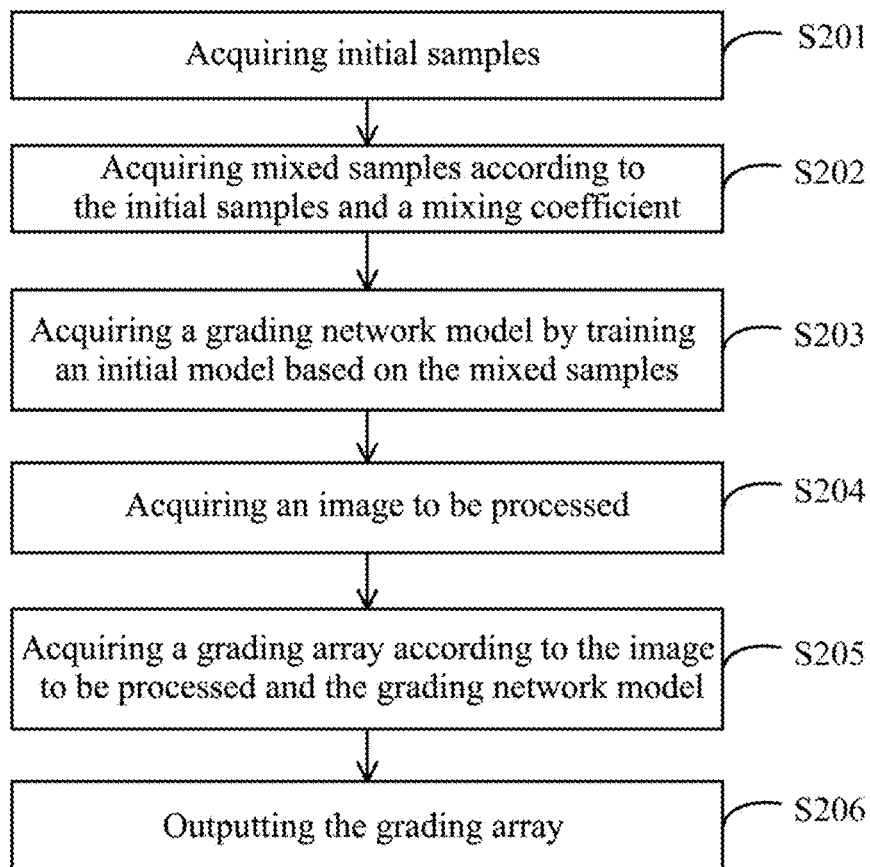 Acquiring initial samples
S201
Acquiring mixed samples according to
the initial samples and a mixing coefficient
S202
Acquiring a grading network model by training
an initial model based on the mixed samples
S203
Acquiring an image to be processed
S204
Acquiring a grading array according to the image
to be processed and the grading network model
S205
Outputting the grading array
S206